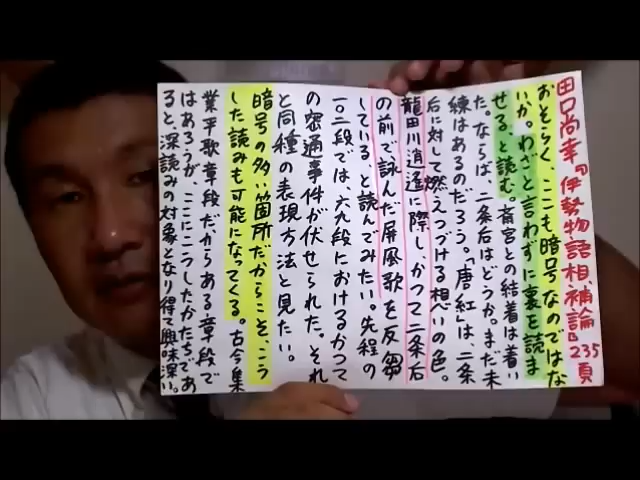 田口尚幸『伊勢物語相補論』235頁
おそらく、ここも暗号なのではな
いか。わざと言わずに裏を読ま
せる、と読む。斎宮との結着は着い
た。ならば、二条后はどうか。まだ未
練はあるのだろう。「唐紅」は、二条
后に対して燃えつづける想いの色。
龍田川逍遥に際し、かつて二条后
の前で詠んだ屏風歌を反芻
している、と読んでみたい。先程の
一〇二段では、六九段におけるかつて
の密通事件が伏せられた。それ
と同種の表現方法と見たい。
暗号の多い箇所だからこそ、こう
した読みも可能になってくる。古今集
業平歌章段だからある章段で
はあろうが、ここにこうしたかたちであ
ると深読みの対象となり得て興味深い。